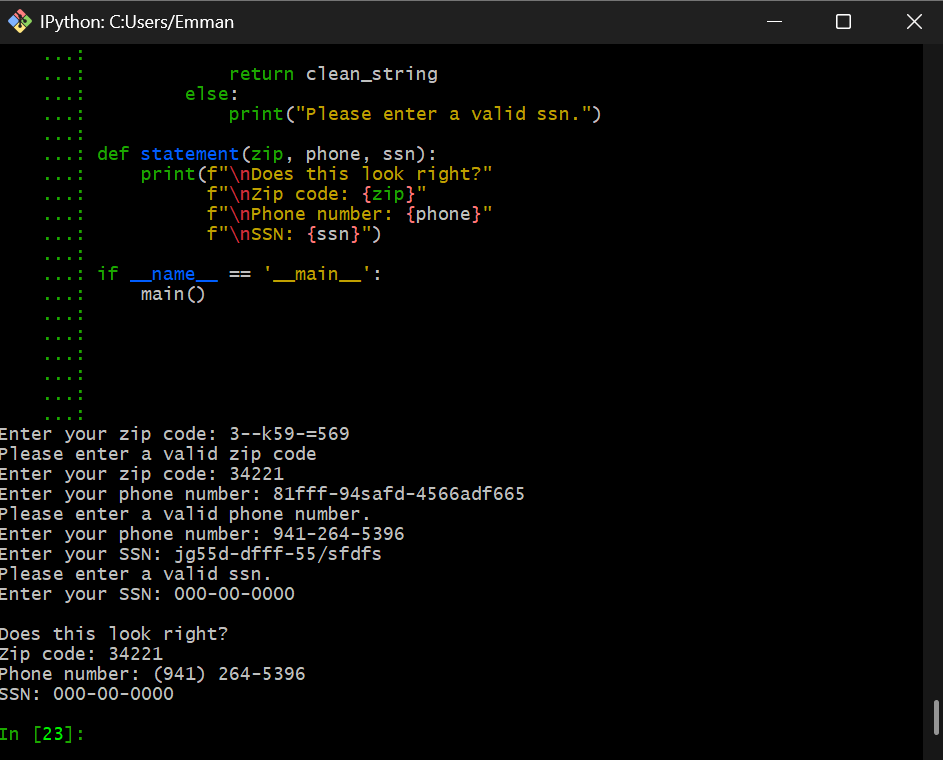 IPython: C:Users/Emman
...:
...:             return clean_string
...:         else:
...:             print("Please enter a valid ssn.")
...:
...: def statement(zip, phone, ssn):
...:     print(f"\nDoes this look right?"
...:           f"\nZip code: {zip}"
...:           f"\nPhone number: {phone}"
...:           f"\nSSN: {ssn}")
...:
...: if __name__ == '__main__':
...:     main()
...:
...:
...:
...:
...:
...:
Enter your zip code: 3--k59-=569
Please enter a valid zip code
Enter your zip code: 34221
Enter your phone number: 81fff-94safd-4566adf665
Please enter a valid phone number.
Enter your phone number: 941-264-5396
Enter your SSN: jg55d-dfff-55/sfdfs
Please enter a valid ssn.
Enter your SSN: 000-00-0000
Does this look right?
Zip code: 34221
Phone number: (941) 264-5396
SSN: 000-00-0000
In [23]: